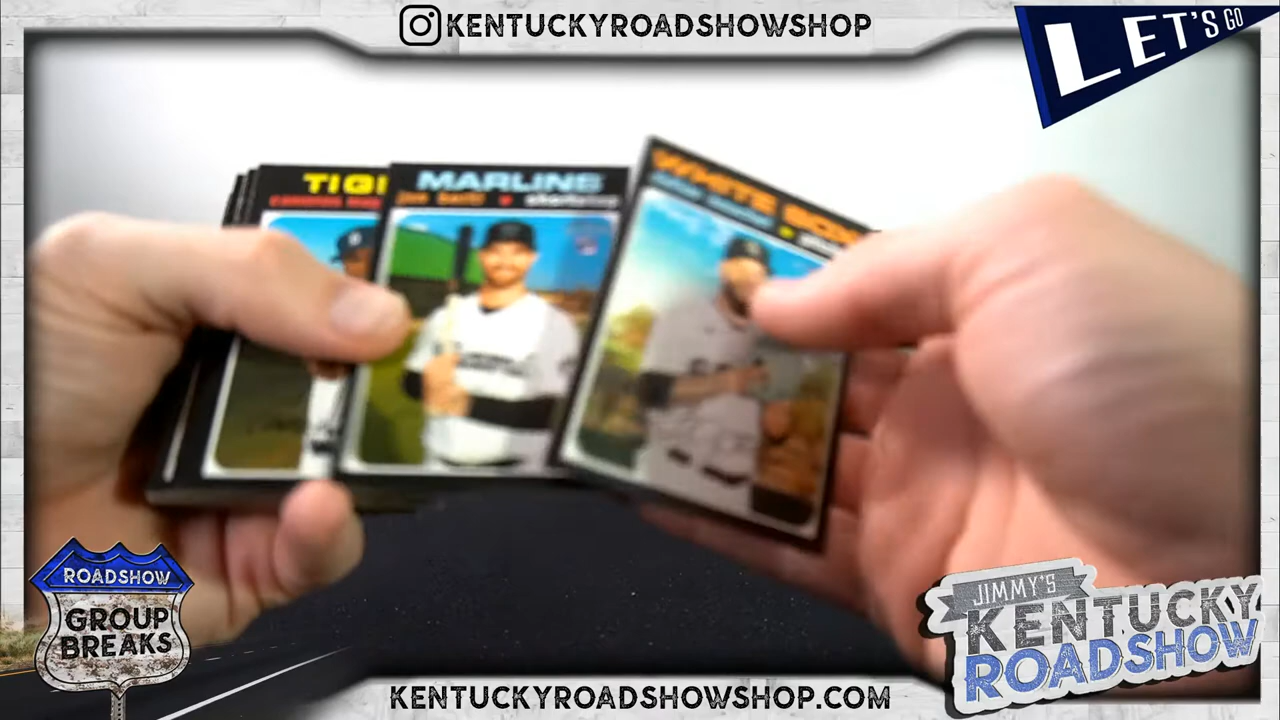 KENTUCKYROADSHOWSHOP
LET'S GO
TIG
MARLINS
WHITE SOX
ROADSHOW
GROUP
BREAKS
JIMMY'S
KENTUCKY
ROADSHOW
KENTUCKYROADSHOWSHOP.COM